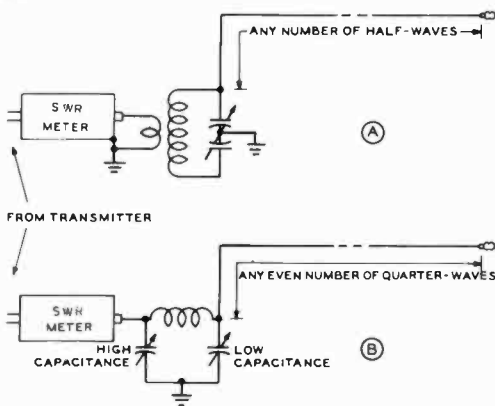 ANY NUMBER OF HALF-WAVES
SWR
METER
A
FROM TRANSMITTER
ANY EVEN NUMBER OF QUARTER-WAVES
SWR
METER
HIGH
CAPACITANCE
LOW
CAPACITANCE
B